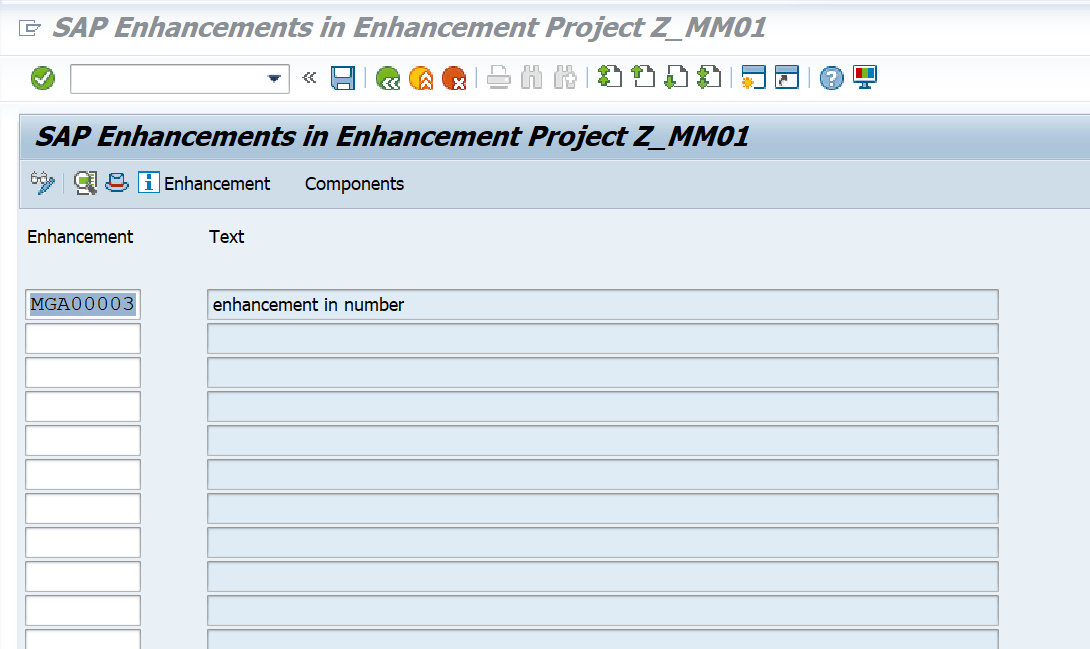 SAP Enhancements in Enhancement Project Z_MM01
SAP Enhancements in Enhancement Project Z_MM01
Enhancement Components
Enhancement Text
MGA00003 enhancement in number